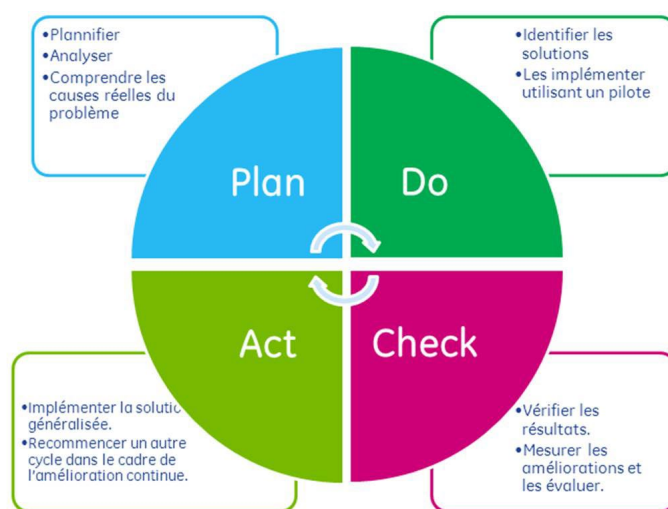 •Plannifier
•Analyser
•Comprendre les
causes réelles du
problème
•Identifier les
solutions
•Les implémenter
utilisant un pilote
Plan
Do
Act
Check
•Implémenter la solutio
généralisée.
•Recommencer un autre
cycle dans le cadre de
l'amélioration continue.
•Vérifier les
résultats.
•Mesurer les
améliorations et
les évaluer.